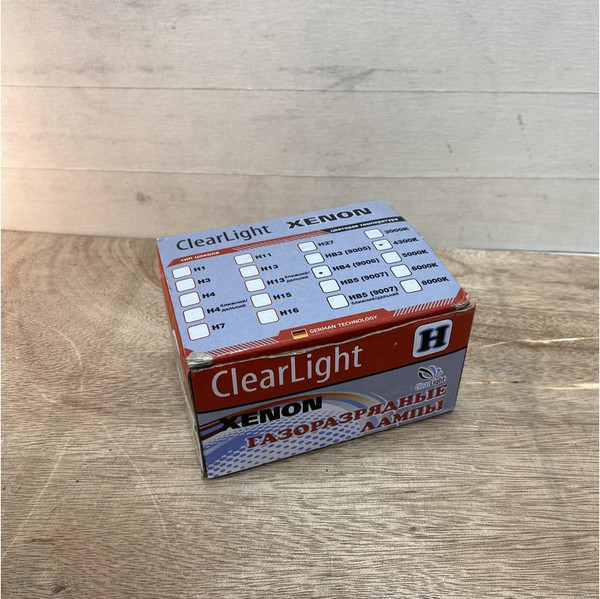 ClearLight XENON
тип цоколя
цветовая температура
H1
H3
H4
H4 ближний/дальний
H7
H11
H13
H13 ближний/дальний
H15
H16
H27
HB3 (9005)
HB4 (9006)
HB5 (9007)
HB5 (9007)
ближний/дальний
3000K
4300K
5000K
6000K
8000K
GERMAN TECHNOLOGY
ClearLight
H
XENON
ClearLight
ГАЗОРАЗРЯДНЫЕ
ЛАМПЫ